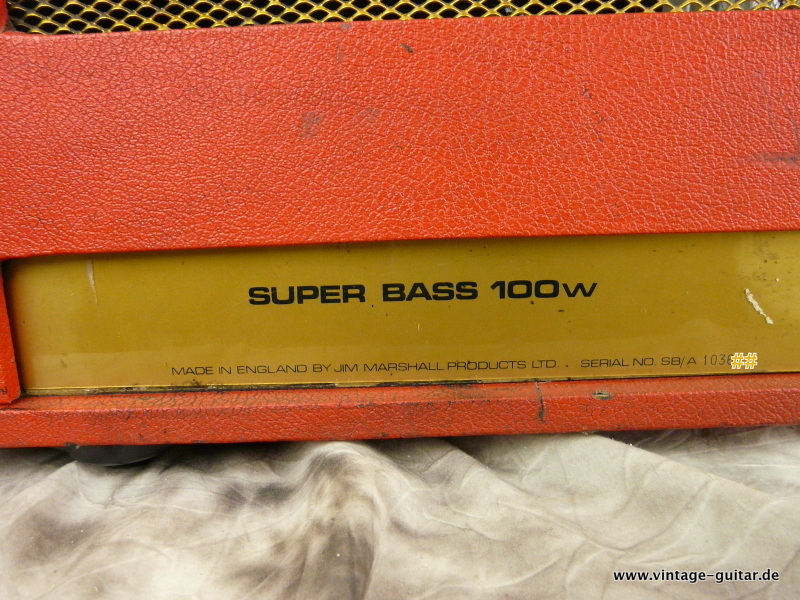 SUPER BASS 100W
MADE IN ENGLAND BY JIM MARSHALL PRODUCTS LTD. SERIAL NO. SB/A 103##
www.vintage-guitar.de